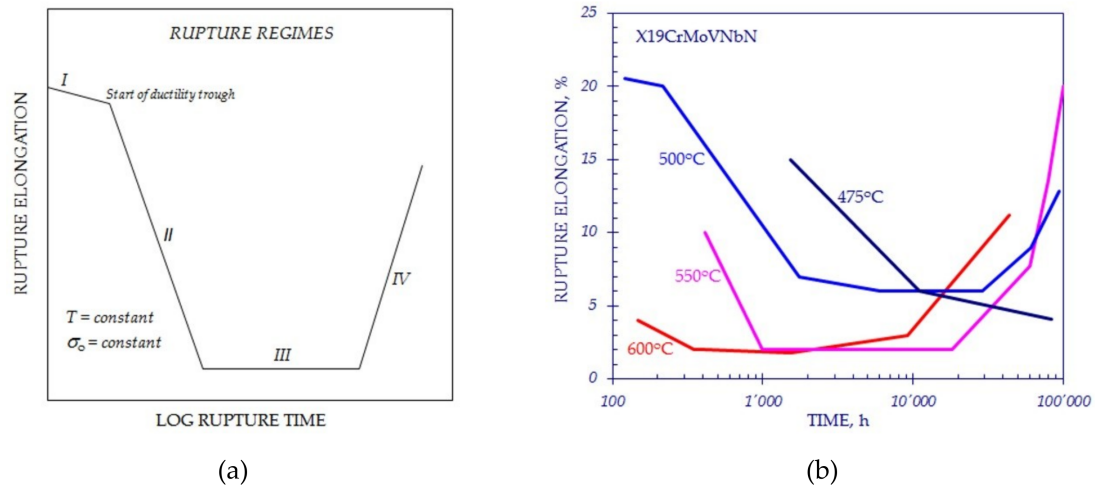 RUPTURE REGIMES
I
Start of ductility trough
II
IV
T = constant
σo = constant
III
RUPTURE ELONGATION
LOG RUPTURE TIME
(a)
X19CrMoVNbN
25
20
15
10
5
0
500°C
475°C
550°C
600°C
RUPTURE ELONGATION, %
100
1'000
10'000
100'000
TIME, h
(b)